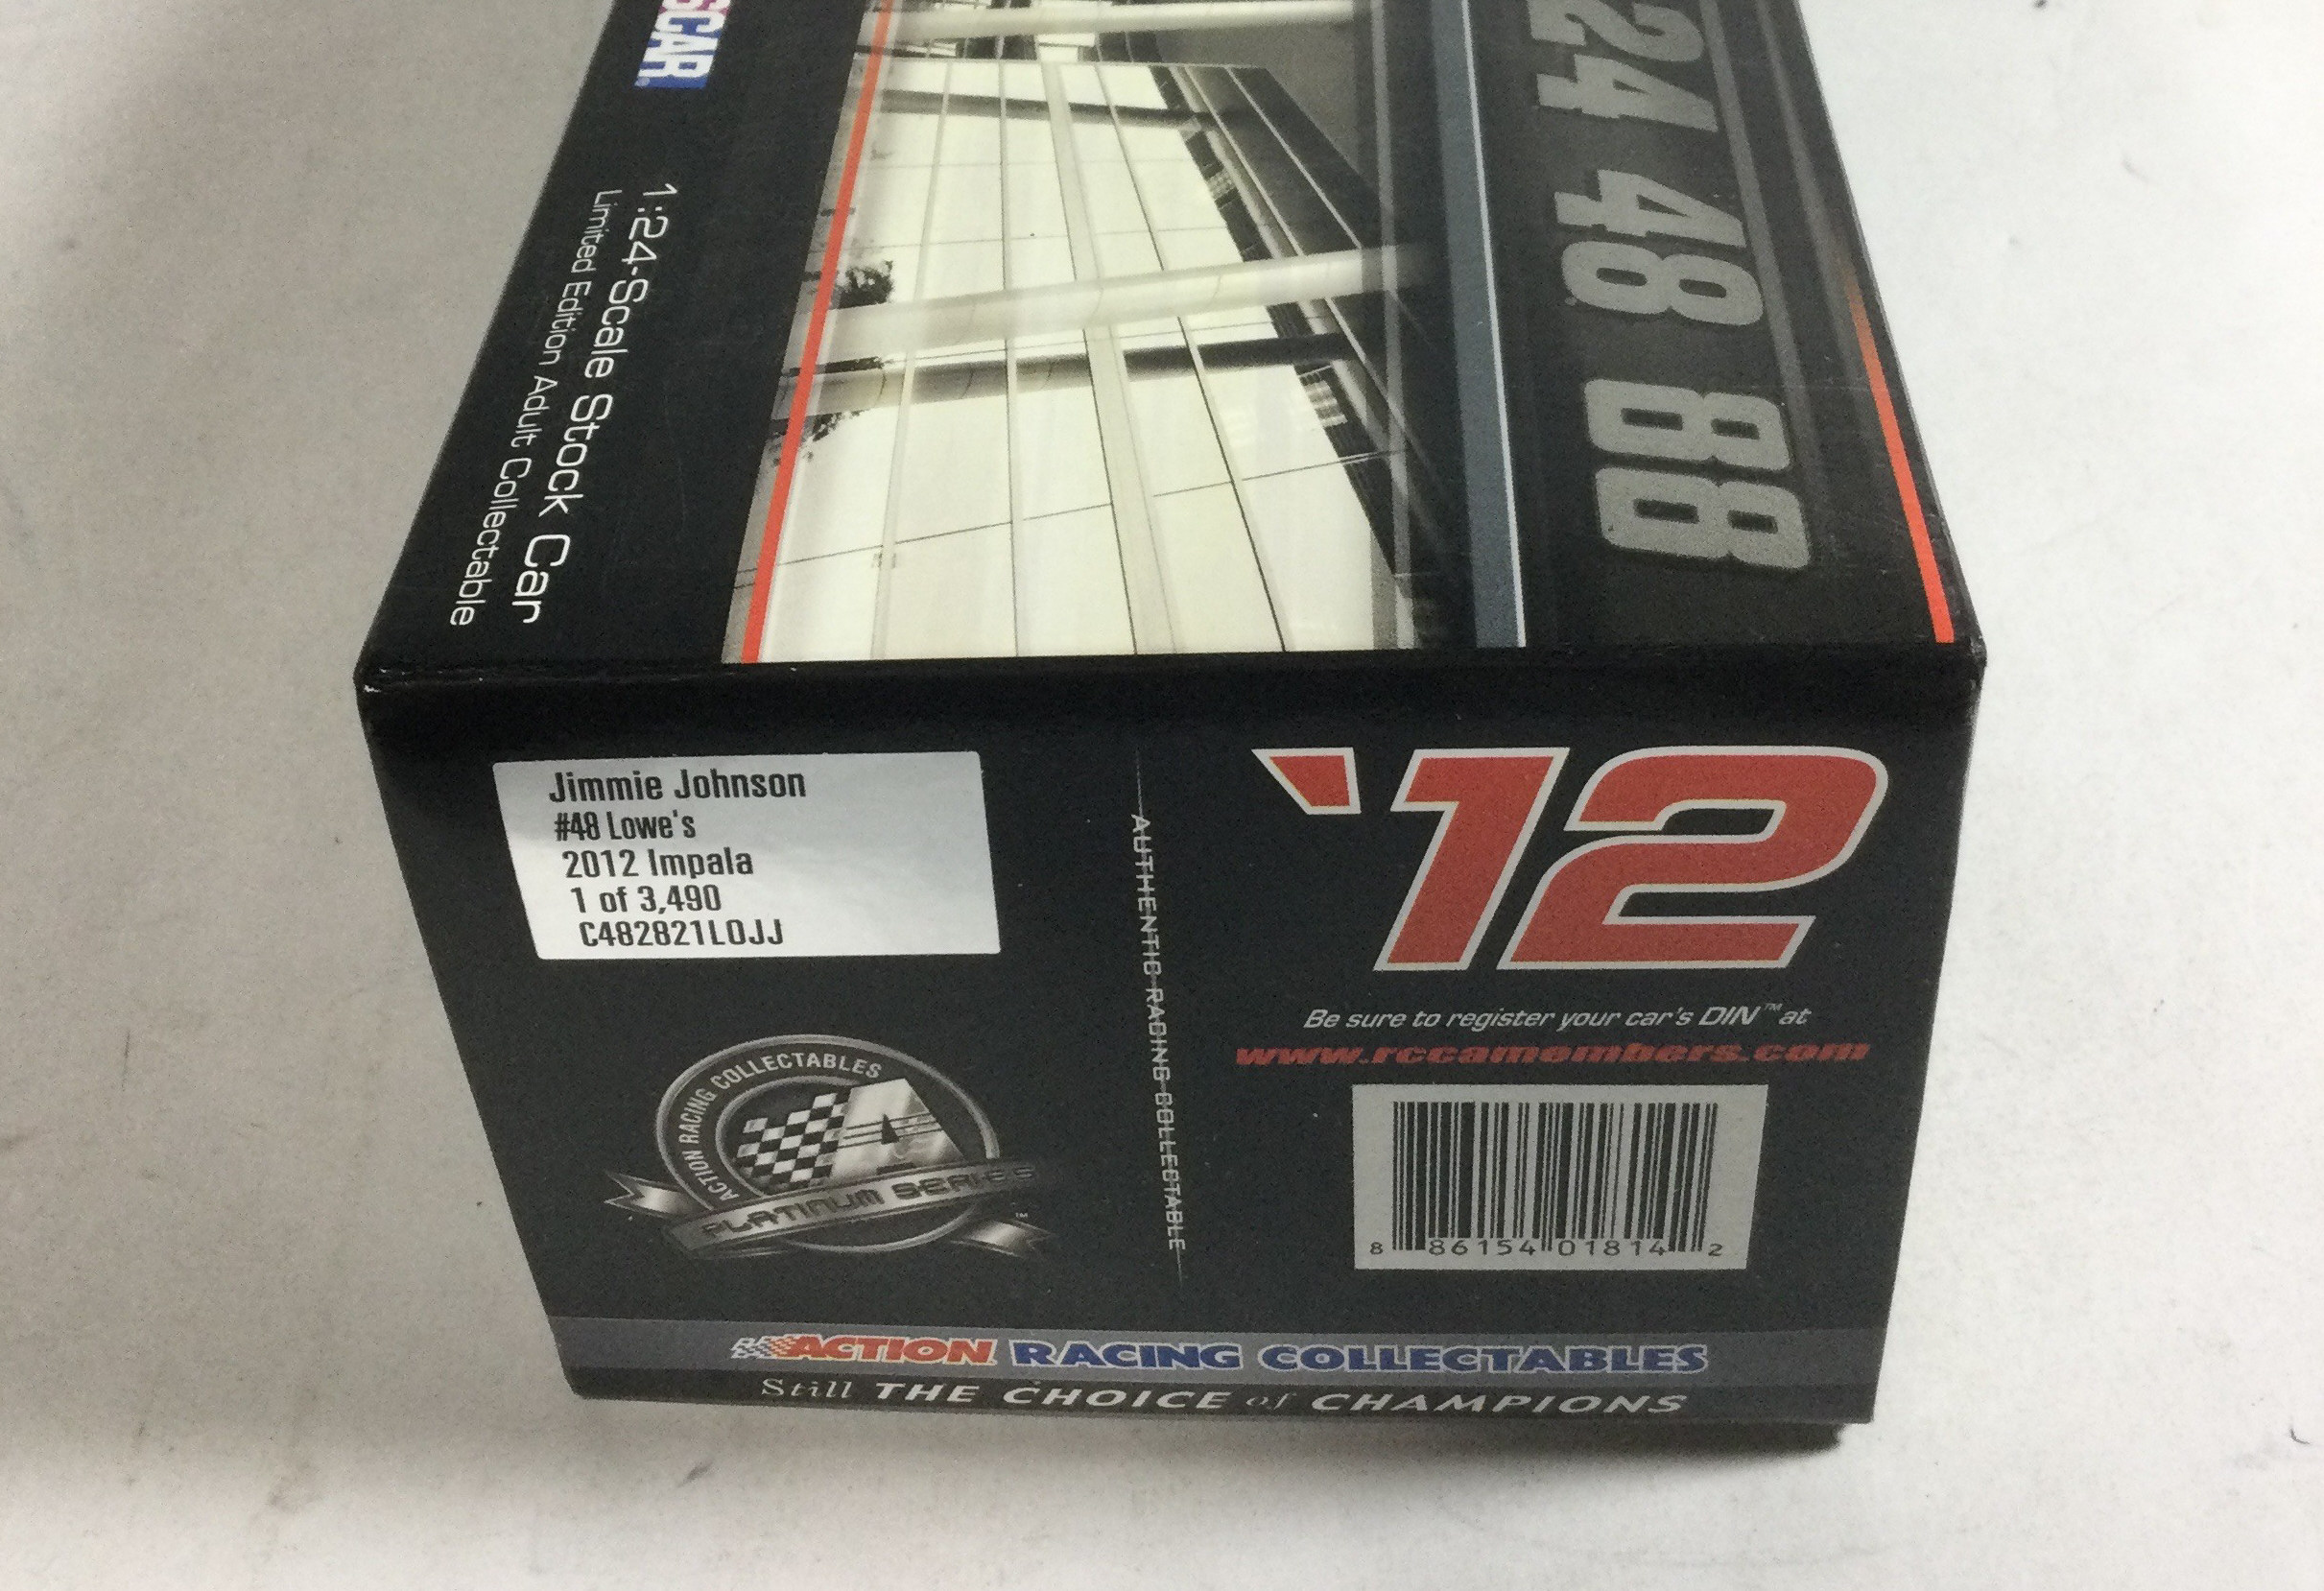 SCAR
1:24-Scale Stock Car
Limited Edition Adult Collectable
24 48 88
Jimmie Johnson
#48 Lowe's
2012 Impala
1 of 3,490
C482821LOJJ
ACTION RACING COLLECTABLES
A
PLATINUM SERIES™
AUTHENTIC RACING COLLECTABLE
'12
Be sure to register your car's DIN™ at
www.rccamembers.com
8 86154 01814 2
ACTION RACING COLLECTABLES
Still THE CHOICE of CHAMPIONS